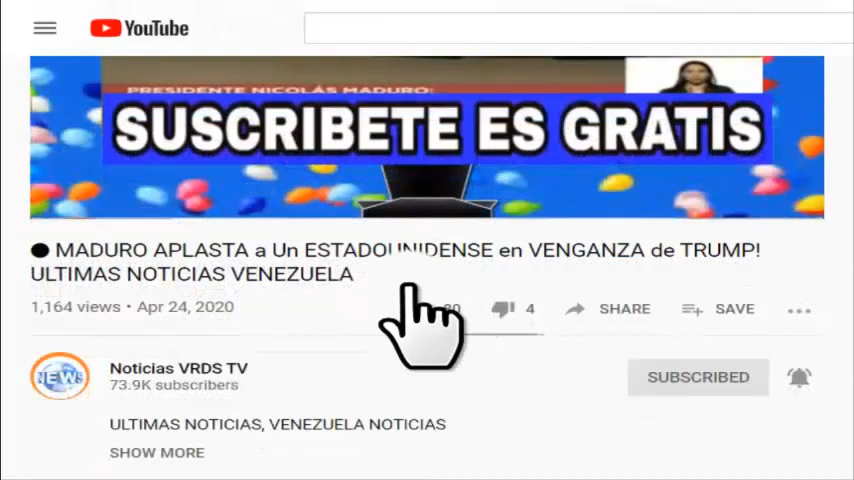 YouTube
PRESIDENTE NICOLÁS MADURO:
SUSCRIBETE ES GRATIS
● MADURO APLASTA a Un ESTADOUNIDENSE en VENGANZA de TRUMP!
ULTIMAS NOTICIAS VENEZUELA
1,164 views • Apr 24, 2020
4 SHARE SAVE
Noticias VRDS TV
NEWS
73.9K subscribers
SUBSCRIBED
ULTIMAS NOTICIAS, VENEZUELA NOTICIAS
SHOW MORE